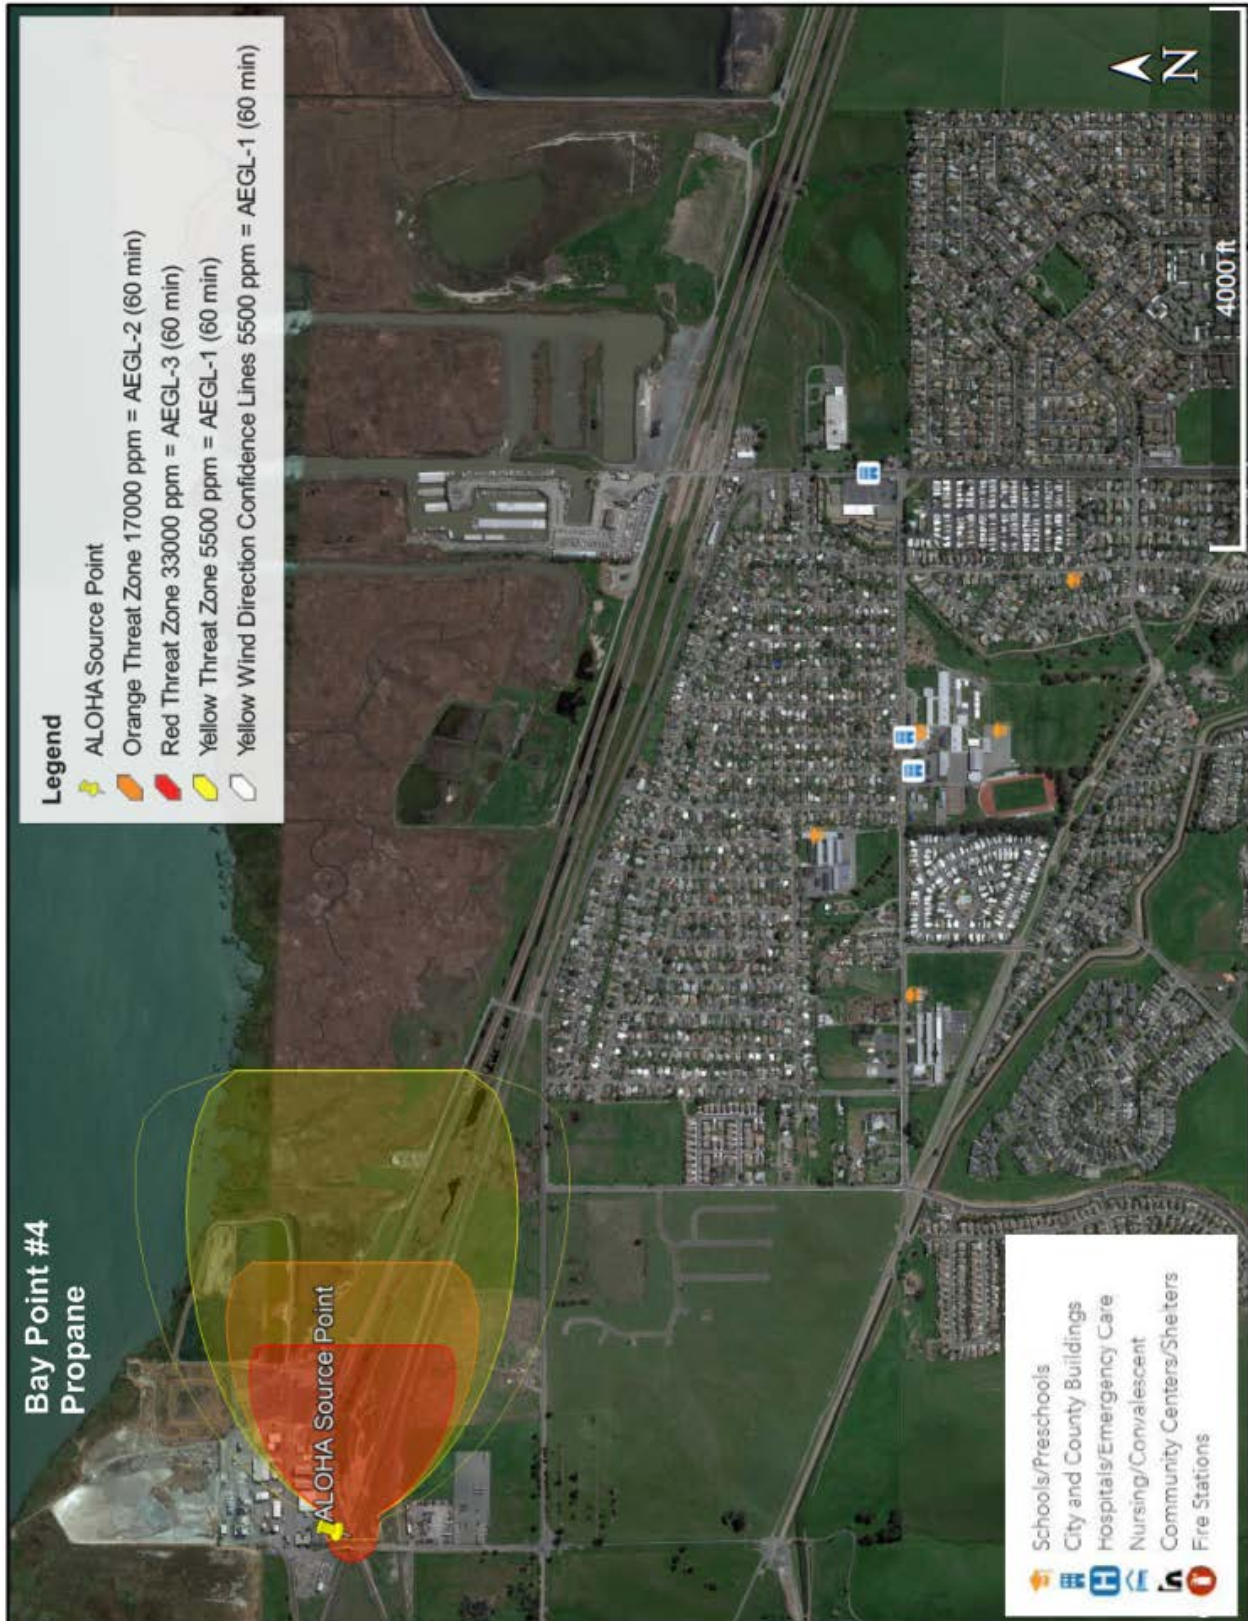 Bay Point #4
Propane
Legend
ALOHA Source Point
Orange Threat Zone 17000 ppm = AEGL-2 (60 min)
Red Threat Zone 33000 ppm = AEGL-3 (60 min)
Yellow Threat Zone 5500 ppm = AEGL-1 (60 min)
Yellow Wind Direction Confidence Lines 5500 ppm = AEGL-1 (60 min)
ALOHA Source Point
Schools/Preschools
City and County Buildings
H
Hospitals/Emergency Care
Nursing/Convalescent
Community Centers/Shelters
Fire Stations
N
4000 ft